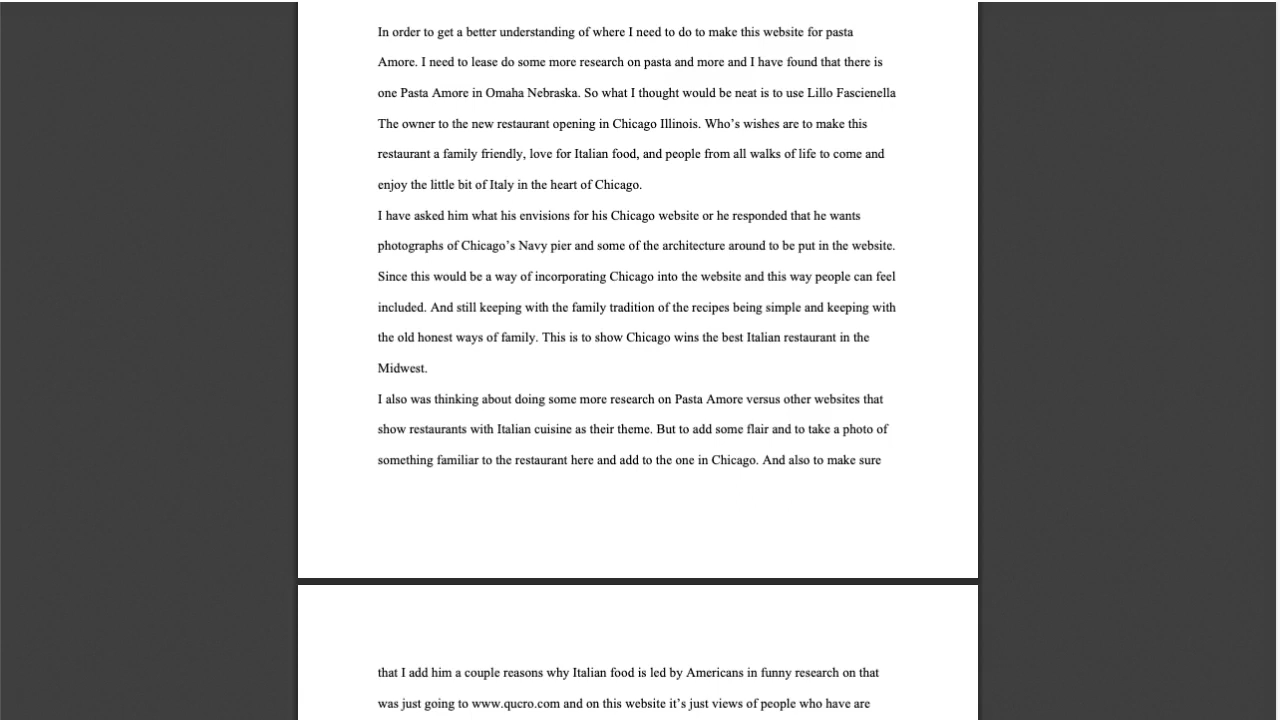 In order to get a better understanding of where I need to do to make this website for pasta
Amore. I need to lease do some more research on pasta and more and I have found that there is
one Pasta Amore in Omaha Nebraska. So what I thought would be neat is to use Lillo Fascienella
The owner to the new restaurant opening in Chicago Illinois. Who’s wishes are to make this
restaurant a family friendly, love for Italian food, and people from all walks of life to come and
enjoy the little bit of Italy in the heart of Chicago.
I have asked him what his envisions for his Chicago website or he responded that he wants
photographs of Chicago’s Navy pier and some of the architecture around to be put in the website.
Since this would be a way of incorporating Chicago into the website and this way people can feel
included. And still keeping with the family tradition of the recipes being simple and keeping with
the old honest ways of family. This is to show Chicago wins the best Italian restaurant in the
Midwest.
I also was thinking about doing some more research on Pasta Amore versus other websites that
show restaurants with Italian cuisine as their theme. But to add some flair and to take a photo of
something familiar to the restaurant here and add to the one in Chicago. And also to make sure
that I add him a couple reasons why Italian food is led by Americans in funny research on that
was just going to www.qucro.com and on this website it’s just views of people who have are